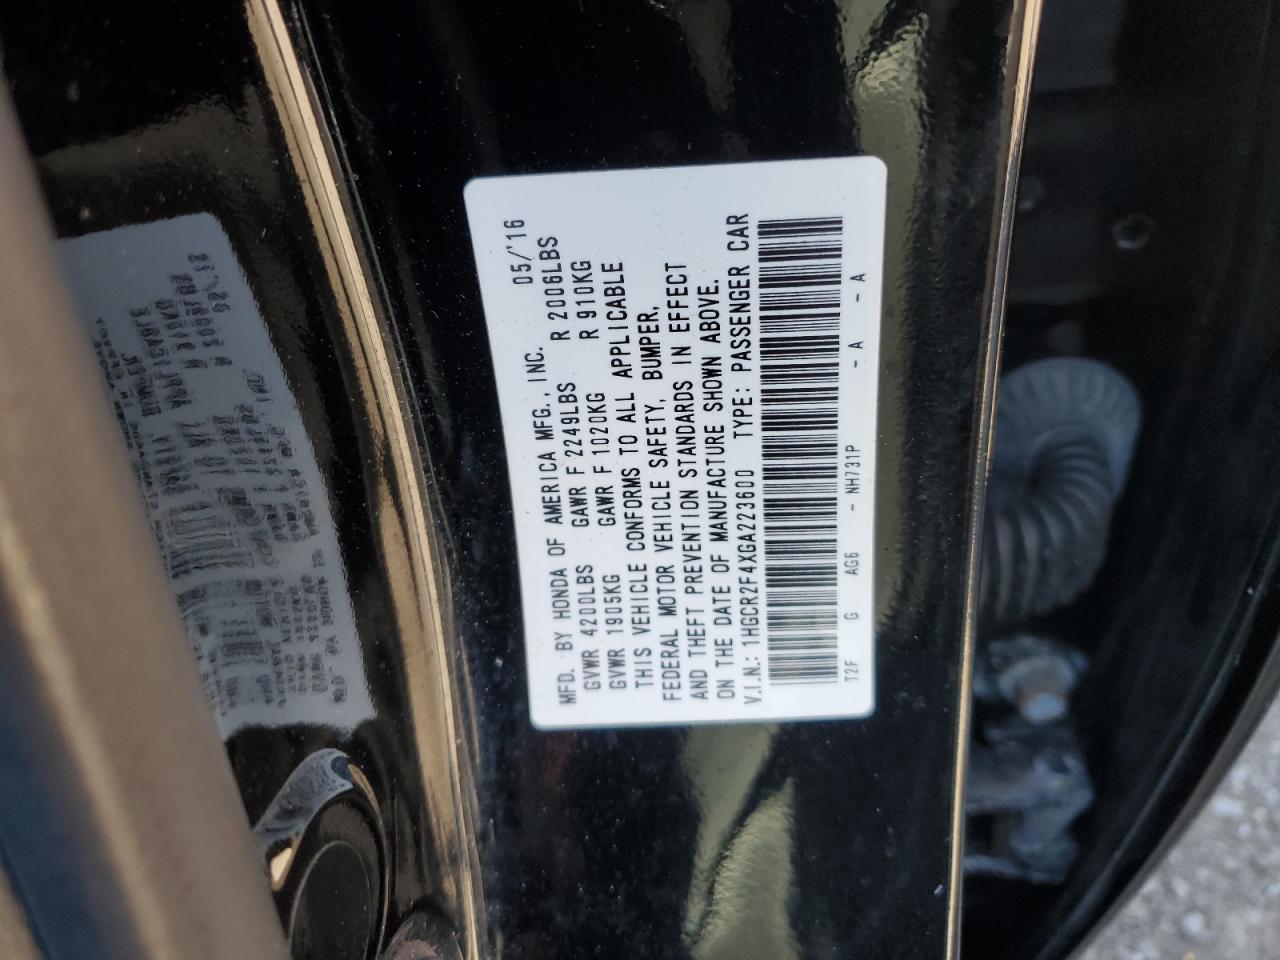 MFD. BY HONDA OF AMERICA MFG., INC. 05/'16
GVWR 4200LBS GAWR F 2249LBS R 2006LBS
GVWR 1905KG GAWR F 1020KG R 910KG
THIS VEHICLE CONFORMS TO ALL APPLICABLE
FEDERAL MOTOR VEHICLE SAFETY, BUMPER,
AND THEFT PREVENTION STANDARDS IN EFFECT
ON THE DATE OF MANUFACTURE SHOWN ABOVE.
V.I.N.: 1HGCR2F4XGA223600 TYPE: PASSENGER CAR
T2F G AG6 - NH731P - A - A